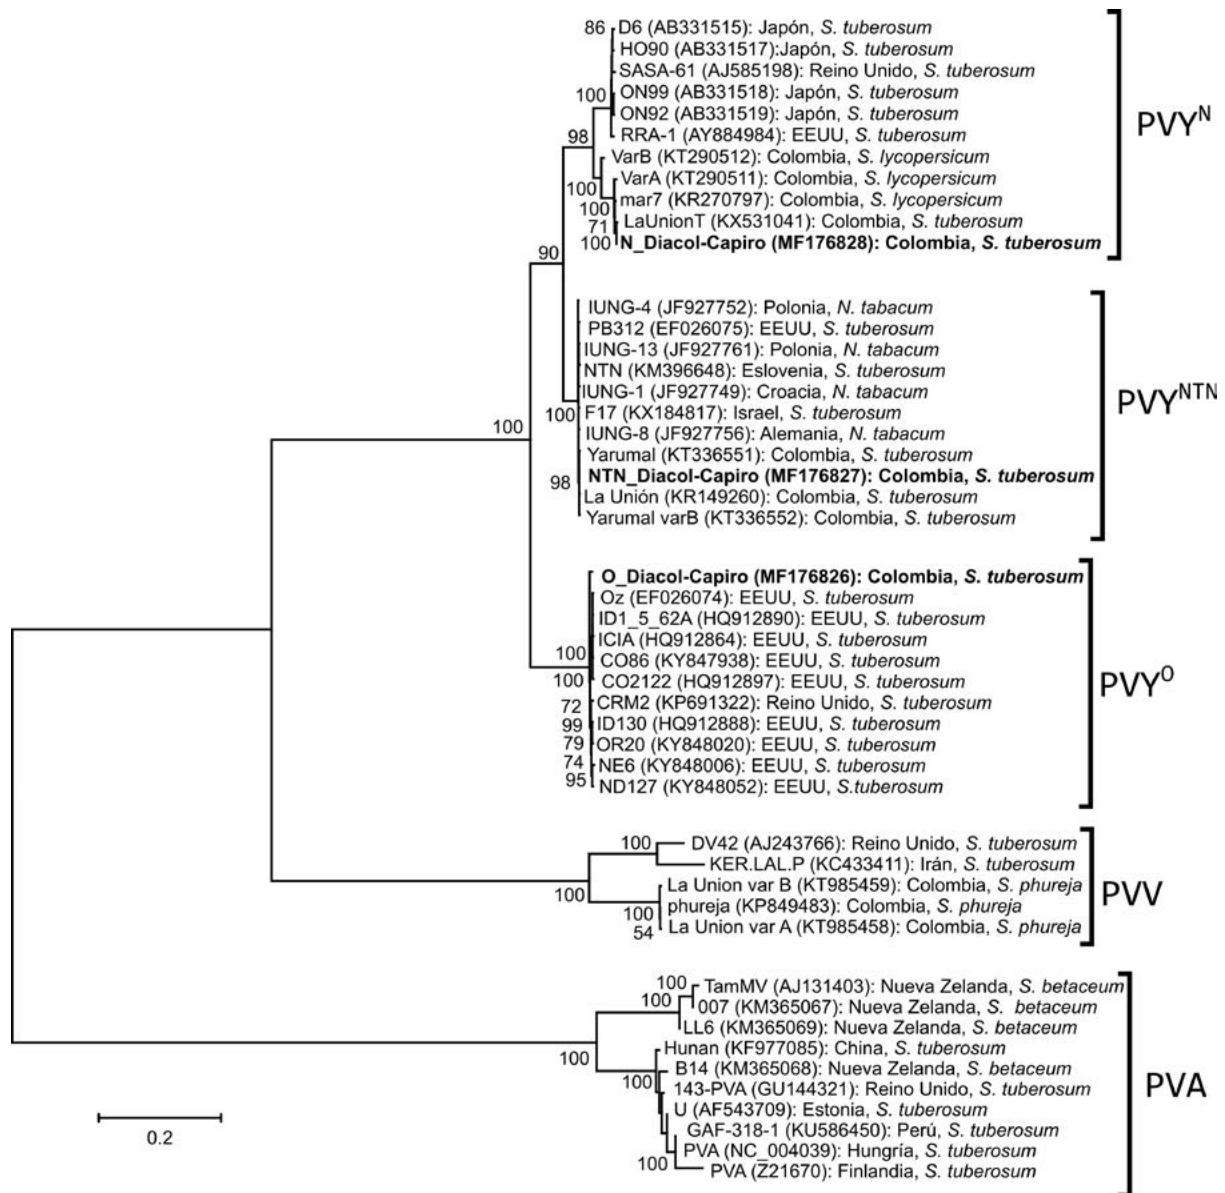 86 D6 (AB331515): Japón, S. tuberosum
HO90 (AB331517):Japón, S. tuberosum
SASA-61 (AJ585198): Reino Unido, S. tuberosum
100 ON99 (AB331518): Japón, S. tuberosum
ON92 (AB331519): Japón, S. tuberosum
PVYN
98 RRA-1 (AY884984): EEUU, S. tuberosum
VarB (KT290512): Colombia, S. lycopersicum
100 VarA (KT290511): Colombia, S. lycopersicum
100 mar7 (KR270797): Colombia, S. lycopersicum
71 LaUnionT (KX531041): Colombia, S. tuberosum
100 N_Diacol-Capiro (MF176828): Colombia, S. tuberosum
90
IUNG-4 (JF927752): Polonia, N. tabacum
PB312 (EF026075): EEUU, S. tuberosum
IUNG-13 (JF927761): Polonia, N. tabacum
NTN (KM396648): Eslovenia, S. tuberosum
IUNG-1 (JF927749): Croacia, N. tabacum
PVYNTN
100 F17 (KX184817): Israel, S. tuberosum
100 IUNG-8 (JF927756): Alemania, N. tabacum
Yarumal (KT336551): Colombia, S. tuberosum
98 NTN_Diacol-Capiro (MF176827): Colombia, S. tuberosum
La Unión (KR149260): Colombia, S. tuberosum
Yarumal varB (KT336552): Colombia, S. tuberosum
O_Diacol-Capiro (MF176826): Colombia, S. tuberosum
Oz (EF026074): EEUU, S. tuberosum
ID1_5_62A (HQ912890): EEUU, S. tuberosum
ICIA (HQ912864): EEUU, S. tuberosum
100 CO86 (KY847938): EEUU, S. tuberosum
100 CO2122 (HQ912897): EEUU, S. tuberosum
PVYO
72 CRM2 (KP691322): Reino Unido, S. tuberosum
99 ID130 (HQ912888): EEUU, S. tuberosum
79 OR20 (KY848020): EEUU, S. tuberosum
74 NE6 (KY848006): EEUU, S. tuberosum
95 ND127 (KY848052): EEUU, S.tuberosum
100 DV42 (AJ243766): Reino Unido, S. tuberosum
KER.LAL.P (KC433411): Irán, S. tuberosum
100 La Union var B (KT985459): Colombia, S. phureja
PVV
100 phureja (KP849483): Colombia, S. phureja
54 La Union var A (KT985458): Colombia, S. phureja
100 TamMV (AJ131403): Nueva Zelanda, S. betaceum
100 007 (KM365067): Nueva Zelanda, S. betaceum
LL6 (KM365069): Nueva Zelanda, S. betaceum
100 Hunan (KF977085): China, S. tuberosum
100 B14 (KM365068): Nueva Zelanda, S. betaceum
143-PVA (GU144321): Reino Unido, S. tuberosum
PVA
U (AF543709): Estonia, S. tuberosum
GAF-318-1 (KU586450): Perú, S. tuberosum
PVA (NC_004039): Hungría, S. tuberosum
100 PVA (Z21670): Finlandia, S. tuberosum
0.2